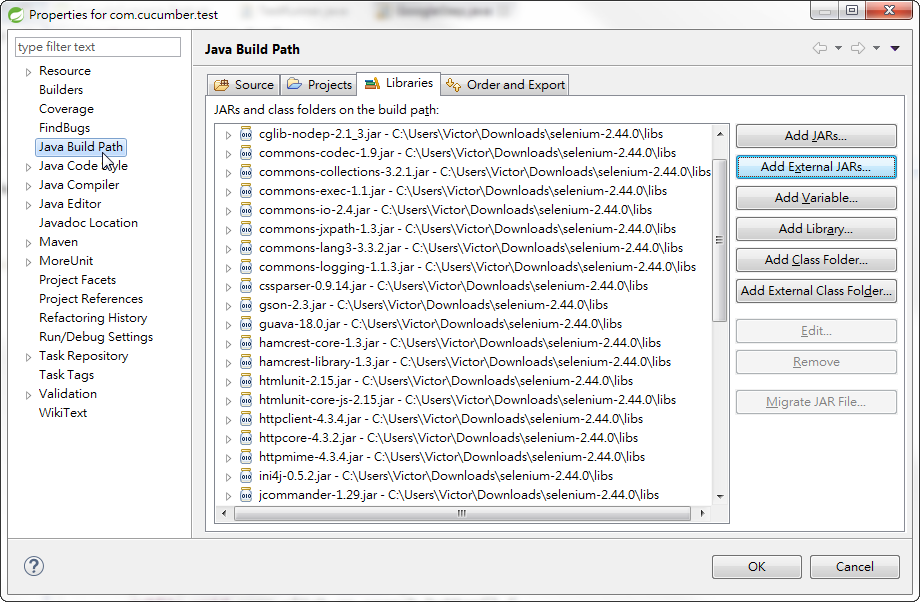 Properties for com.cucumber.test
type filter text
Resource
Builders
Coverage
FindBugs
Java Build Path
Java Code Style
Java Compiler
Java Editor
Javadoc Location
Maven
MoreUnit
Project Facets
Project References
Refactoring History
Run/Debug Settings
Task Repository
Task Tags
Validation
WikiText
Java Build Path
Source Projects Libraries Order and Export
JARs and class folders on the build path:
cglib-nodep-2.1_3.jar - C:\Users\Victor\Downloads\selenium-2.44.0\libs
commons-codec-1.9.jar - C:\Users\Victor\Downloads\selenium-2.44.0\libs
commons-collections-3.2.1.jar - C:\Users\Victor\Downloads\selenium-2.44.0\libs
commons-exec-1.1.jar - C:\Users\Victor\Downloads\selenium-2.44.0\libs
commons-io-2.4.jar - C:\Users\Victor\Downloads\selenium-2.44.0\libs
commons-jxpath-1.3.jar - C:\Users\Victor\Downloads\selenium-2.44.0\libs
commons-lang3-3.3.2.jar - C:\Users\Victor\Downloads\selenium-2.44.0\libs
commons-logging-1.1.3.jar - C:\Users\Victor\Downloads\selenium-2.44.0\libs
cssparser-0.9.14.jar - C:\Users\Victor\Downloads\selenium-2.44.0\libs
gson-2.3.jar - C:\Users\Victor\Downloads\selenium-2.44.0\libs
guava-18.0.jar - C:\Users\Victor\Downloads\selenium-2.44.0\libs
hamcrest-core-1.3.jar - C:\Users\Victor\Downloads\selenium-2.44.0\libs
hamcrest-library-1.3.jar - C:\Users\Victor\Downloads\selenium-2.44.0\libs
htmlunit-2.15.jar - C:\Users\Victor\Downloads\selenium-2.44.0\libs
htmlunit-core-js-2.15.jar - C:\Users\Victor\Downloads\selenium-2.44.0\libs
httpclient-4.3.4.jar - C:\Users\Victor\Downloads\selenium-2.44.0\libs
httpcore-4.3.2.jar - C:\Users\Victor\Downloads\selenium-2.44.0\libs
httpmime-4.3.4.jar - C:\Users\Victor\Downloads\selenium-2.44.0\libs
ini4j-0.5.2.jar - C:\Users\Victor\Downloads\selenium-2.44.0\libs
jcommander-1.29.jar - C:\Users\Victor\Downloads\selenium-2.44.0\libs
Add JARs...
Add External JARs...
Add Variable...
Add Library...
Add Class Folder...
Add External Class Folder...
Edit...
Remove
Migrate JAR File...
OK
Cancel